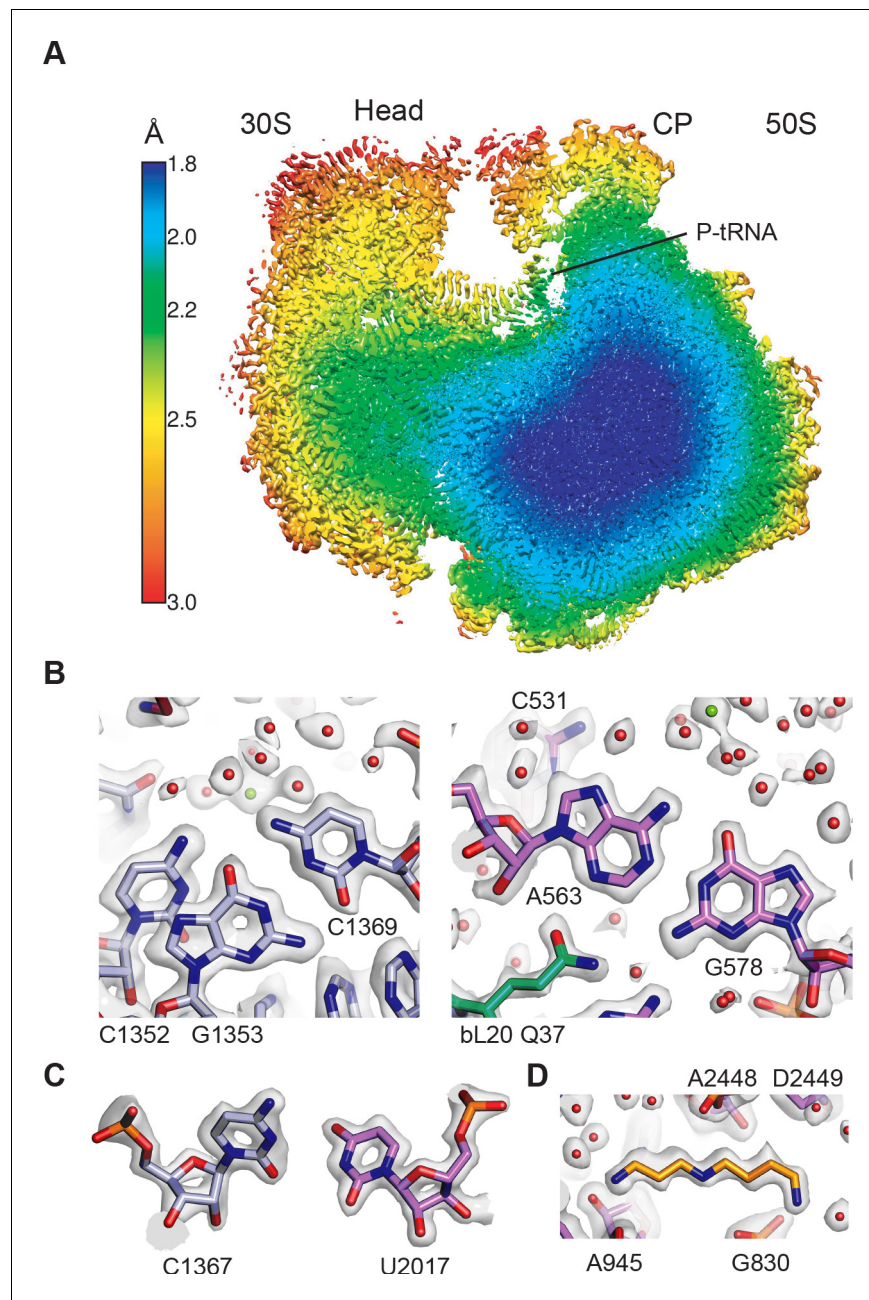 A
30S
Head
CP
50S
Å
1.8
2.0
2.2
2.5
3.0
P-tRNA
B
C1369
C1352
G1353
C531
A563
G578
bL20 Q37
C
C1367
U2017
D
A2448
D2449
A945
G830